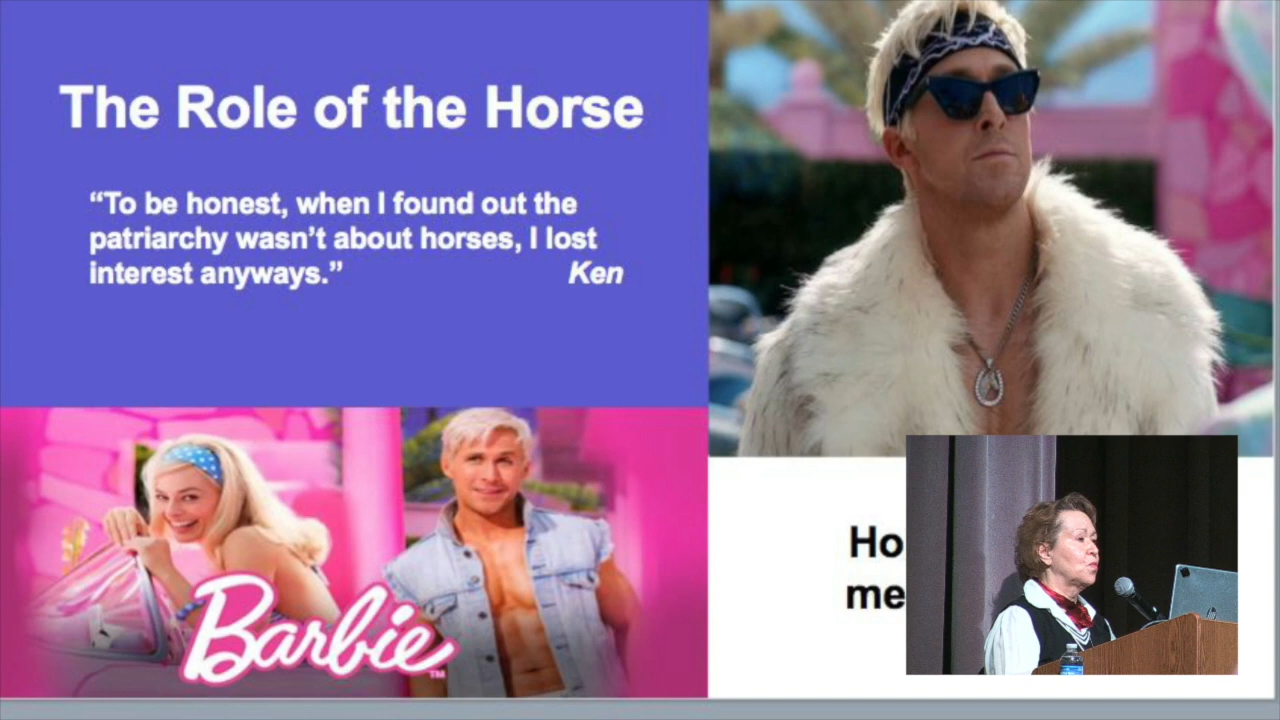 The Role of the Horse
“To be honest, when I found out the
patriarchy wasn’t about horses, I lost
interest anyways.”
Ken
Barbie™
Ho
me